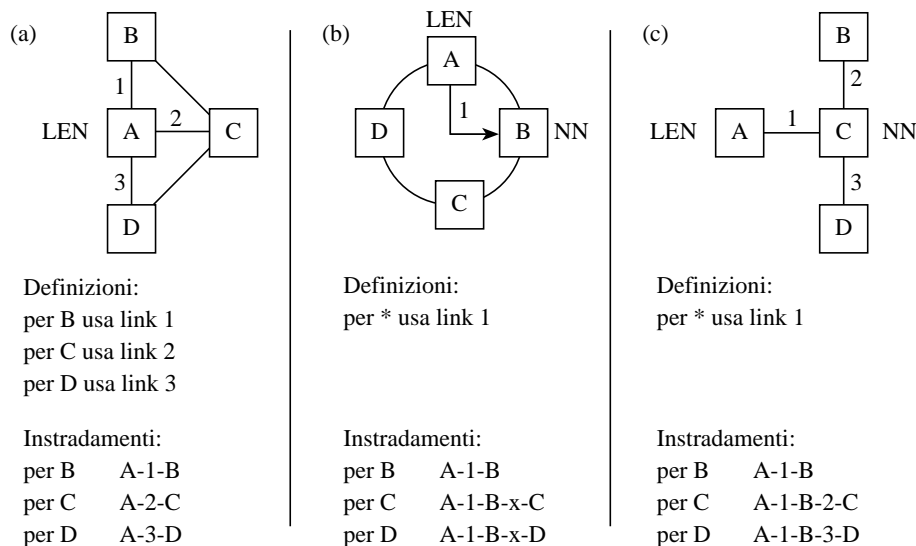 (a)
B
1
LEN
A
2
C
3
D
Definizioni:
per B usa link 1
per C usa link 2
per D usa link 3
Instradamenti:
per B A-1-B
per C A-2-C
per D A-3-D
(b)
LEN
A
1
D
B
NN
C
Definizioni:
per * usa link 1
Instradamenti:
per B A-1-B
per C A-1-B-x-C
per D A-1-B-x-D
(c)
B
2
LEN
A
1
C
NN
3
D
Definizioni:
per * usa link 1
Instradamenti:
per B A-1-B
per C A-1-B-2-C
per D A-1-B-3-D